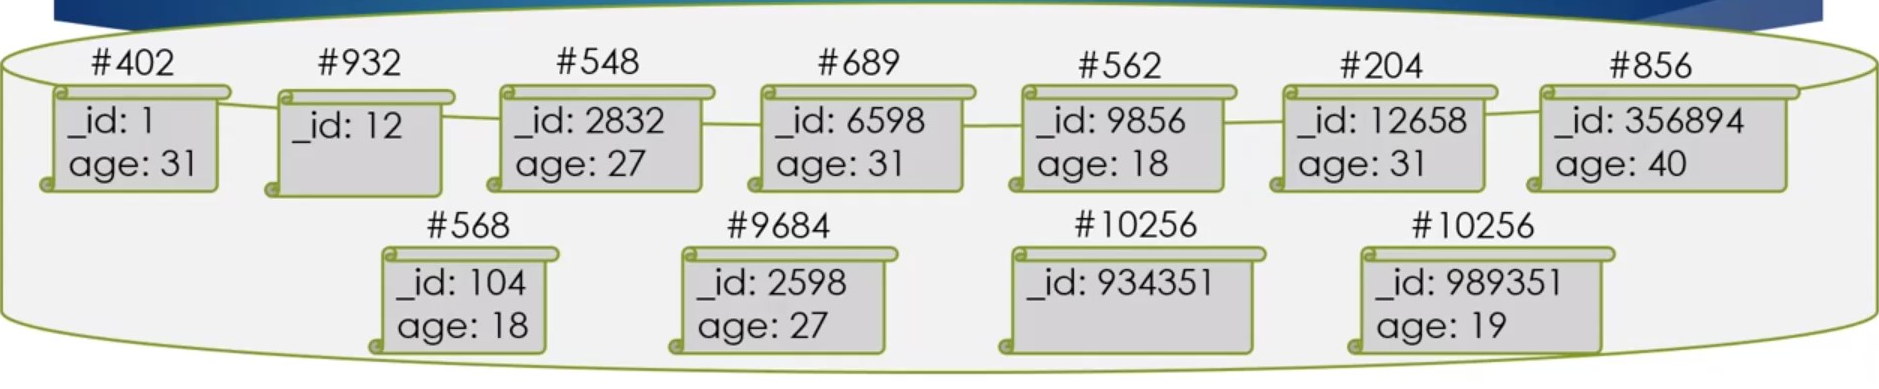 #402
_id: 1
age: 31
#932
_id: 12
#548
_id: 2832
age: 27
#689
_id: 6598
age: 31
#562
_id: 9856
age: 18
#204
_id: 12658
age: 31
#856
_id: 356894
age: 40
#568
_id: 104
age: 18
#9684
_id: 2598
age: 27
#10256
_id: 934351
#10256
_id: 989351
age: 19